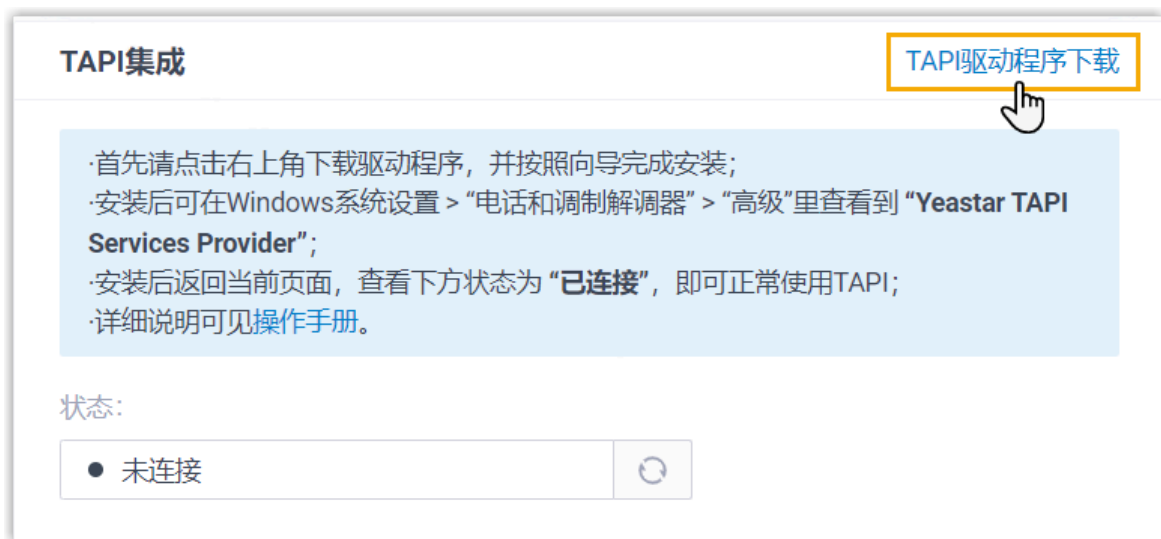 TAPI集成
TAPI驱动程序下载
·首先请点击右上角下载驱动程序，并按照向导完成安装；
·安装后可在Windows系统设置 > “电话和调制解调器” > “高级”里查看到 “Yeastar TAPI
Services Provider”；
·安装后返回当前页面，查看下方状态为 “已连接”，即可正常使用TAPI；
·详细说明可见操作手册。
状态：
未连接